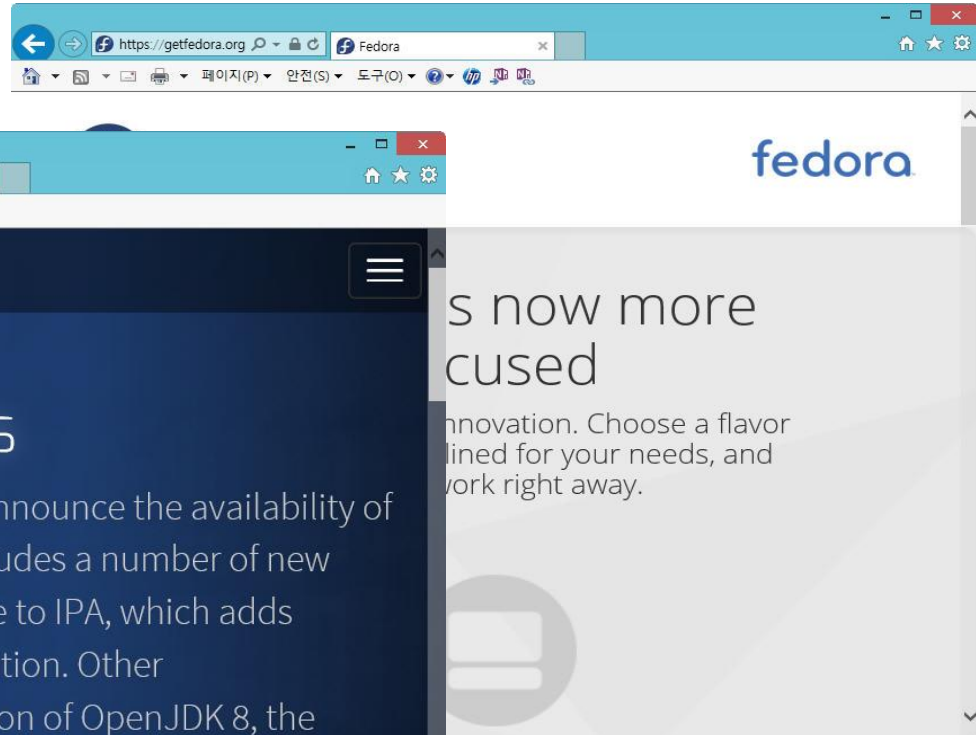 https://getfedora.org
Fedora
페이지(P)
안전(S)
도구(O)
fedora
s now more
cused
nnovation. Choose a flavor
lined for your needs, and
work right away.
nnounce the availability of
udes a number of new
e to IPA, which adds
tion. Other
on of OpenJDK 8, the